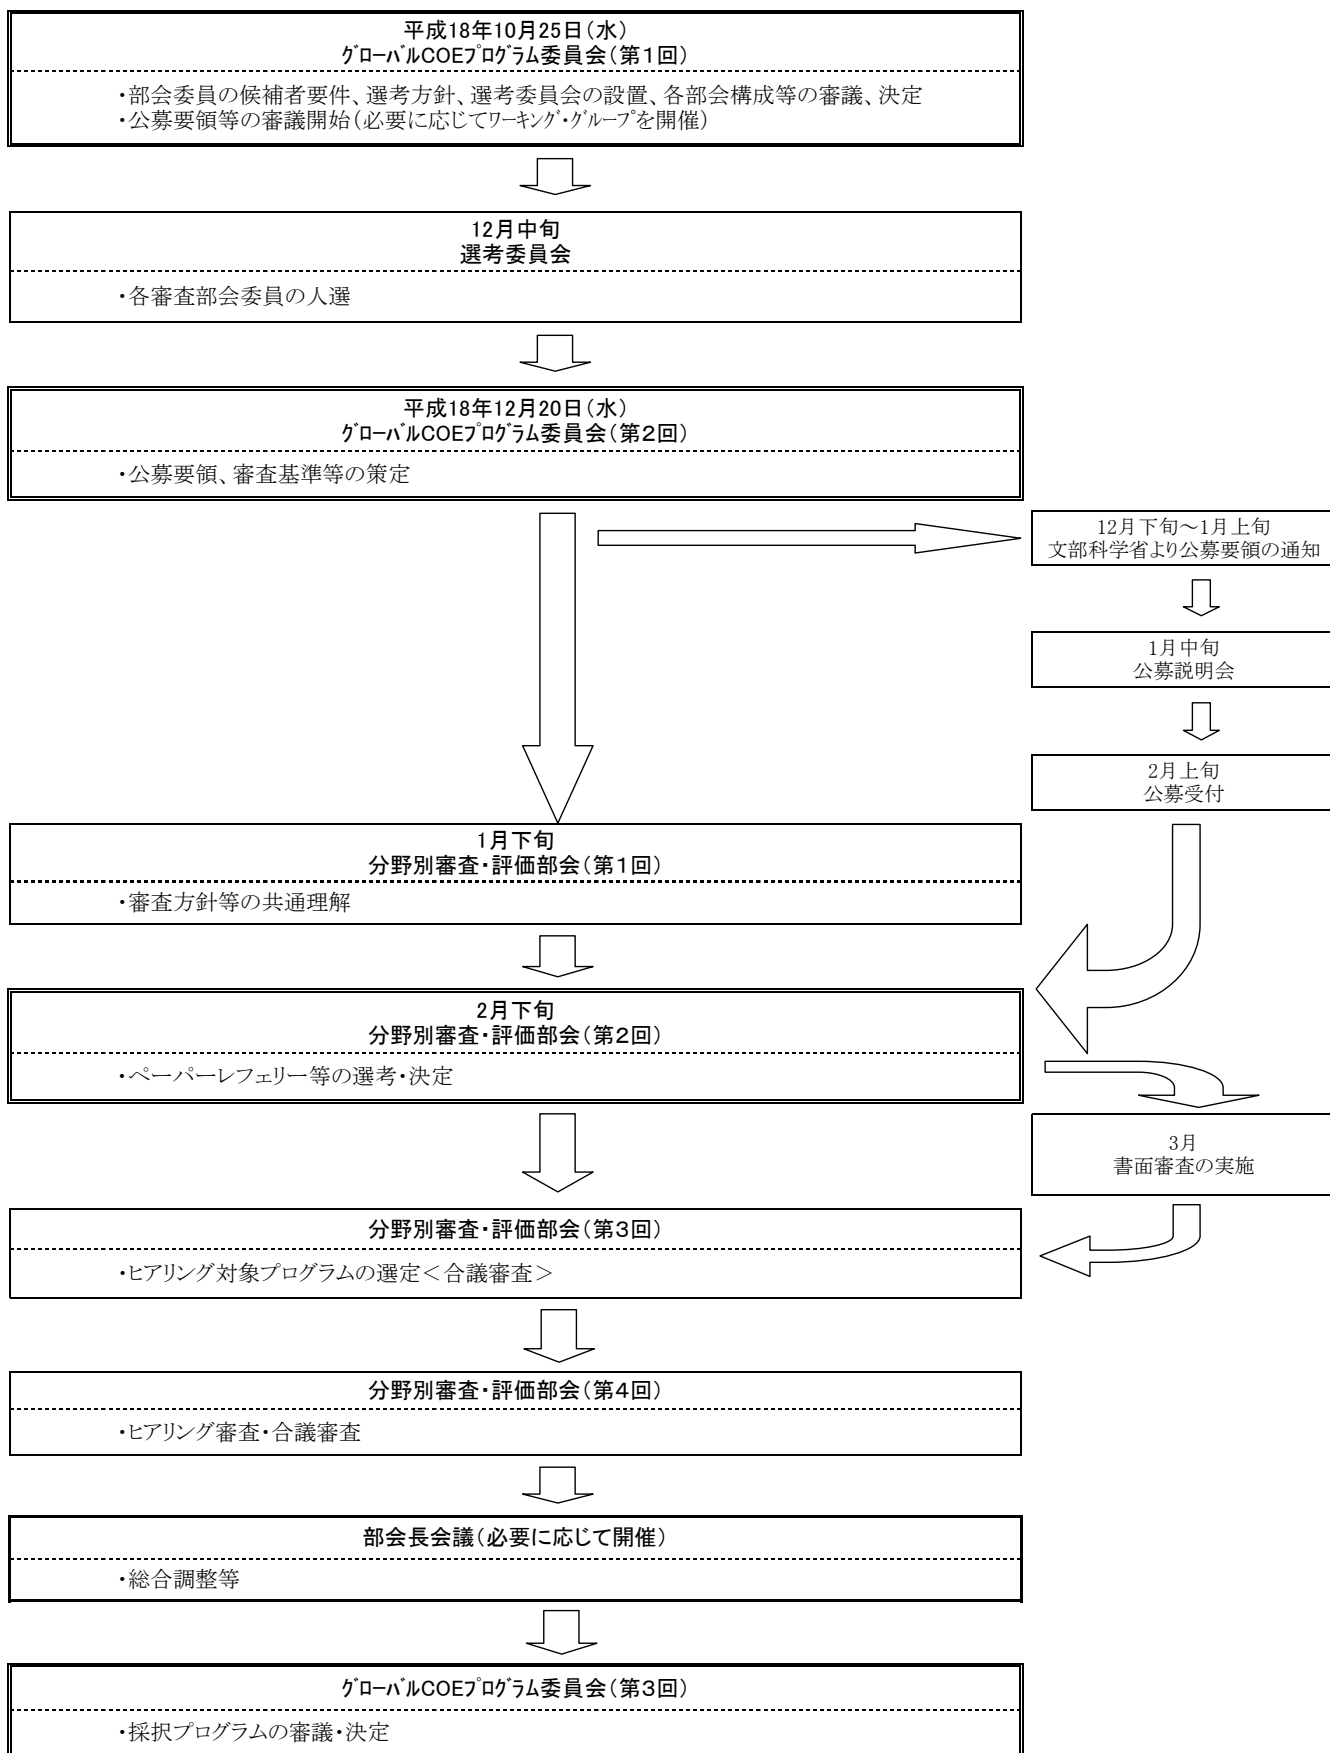 平成18年10月25日(水)
ｸﾞﾛｰﾊﾞﾙCOEﾌﾟﾛｸﾞﾗﾑ委員会(第1回)
・部会委員の候補者要件、選考方針、選考委員会の設置、各部会構成等の審議、決定
・公募要領等の審議開始(必要に応じてﾜｰｷﾝｸﾞ・ｸﾞﾙｰﾌﾟを開催)
12月中旬
選考委員会
・各審査部会委員の人選
平成18年12月20日(水)
ｸﾞﾛｰﾊﾞﾙCOEﾌﾟﾛｸﾞﾗﾑ委員会(第2回)
・公募要領、審査基準等の策定
12月下旬～1月上旬
文部科学省より公募要領の通知
1月中旬
公募説明会
2月上旬
公募受付
1月下旬
分野別審査・評価部会(第1回)
・審査方針等の共通理解
2月下旬
分野別審査・評価部会(第2回)
・ペーパーレフェリー等の選考・決定
3月
書面審査の実施
分野別審査・評価部会(第3回)
・ヒアリング対象プログラムの選定＜合議審査＞
分野別審査・評価部会(第4回)
・ヒアリング審査・合議審査
部会長会議(必要に応じて開催)
・総合調整等
ｸﾞﾛｰﾊﾞﾙCOEﾌﾟﾛｸﾞﾗﾑ委員会(第3回)
・採択プログラムの審議・決定